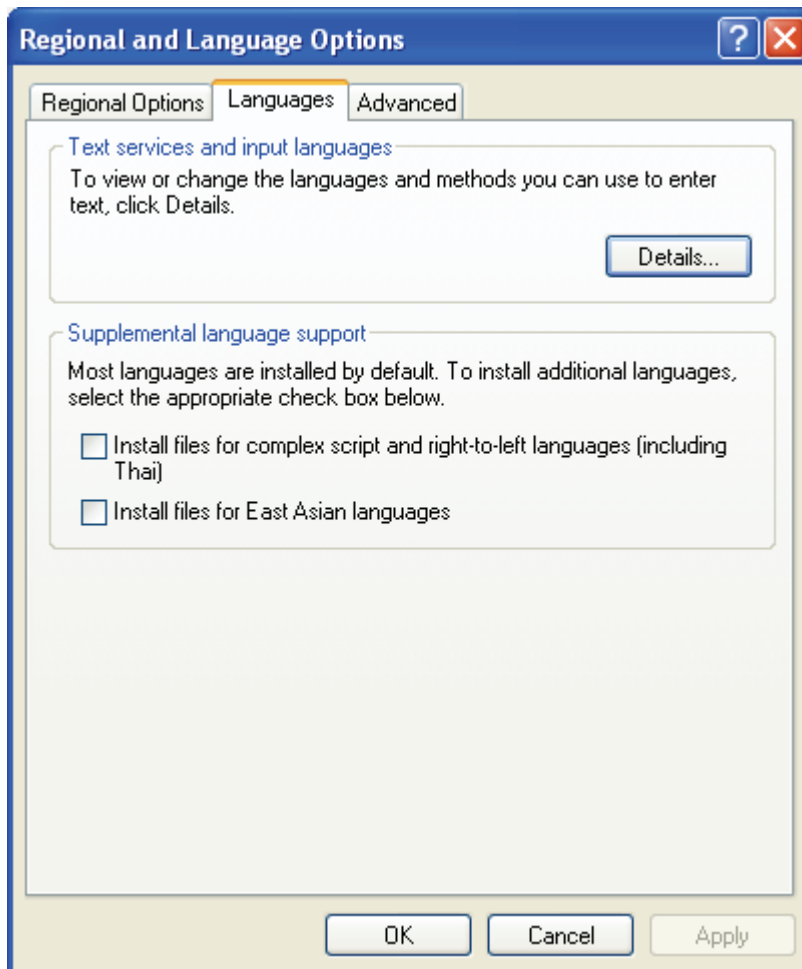 Regional and Language Options
?
Regional Options
Languages
Advanced
Text services and input languages
To view or change the languages and methods you can use to enter
text, click Details.
Details...
Supplemental language support
Most languages are installed by default. To install additional languages,
select the appropriate check box below.
Install files for complex script and right-to-left languages (including
Thai)
Install files for East Asian languages
OK
Cancel
Apply